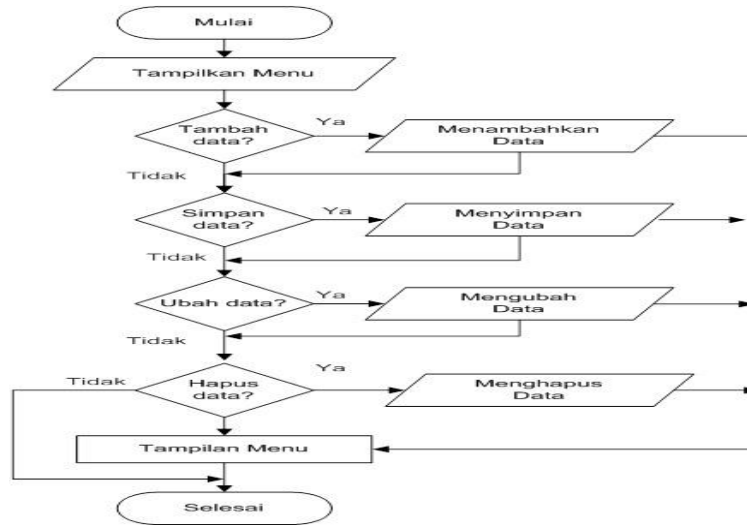 Mulai
Tampilkan Menu
Tambah
data?
Ya
Menambahkan
Data
Tidak
Simpan
data?
Ya
Menyimpan
Data
Tidak
Ubah data?
Ya
Mengubah
Data
Tidak
Hapus
data?
Ya
Menghapus
Data
Tidak
Tampilan Menu
Selesai